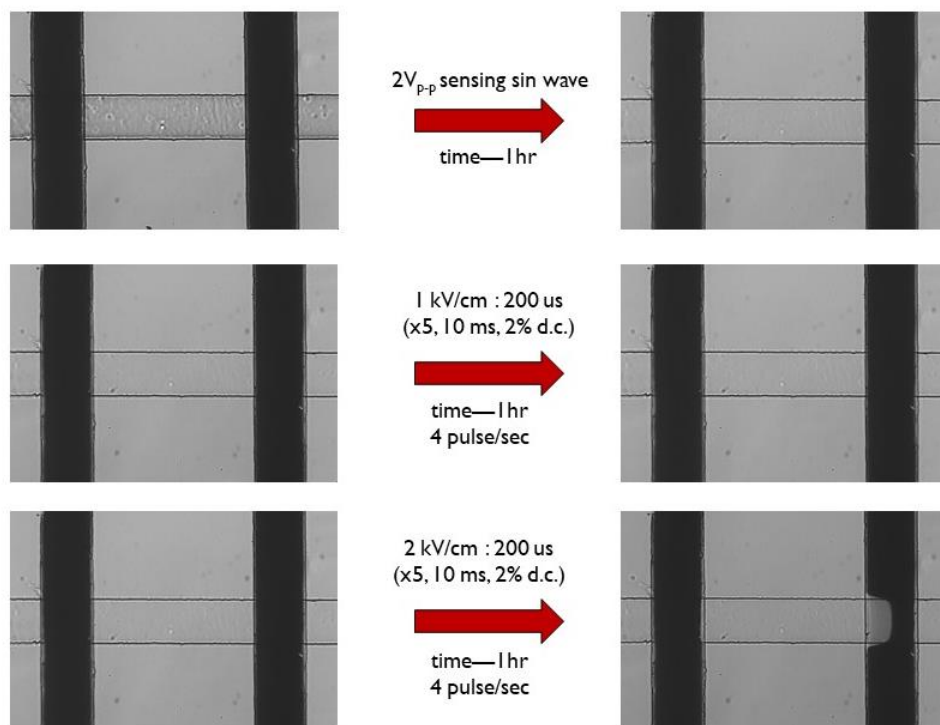 2Vp-p sensing sin wave
time—1hr
1 kV/cm : 200 us
(x5, 10 ms, 2% d.c.)
time—1hr
4 pulse/sec
2 kV/cm : 200 us
(x5, 10 ms, 2% d.c.)
time—1hr
4 pulse/sec